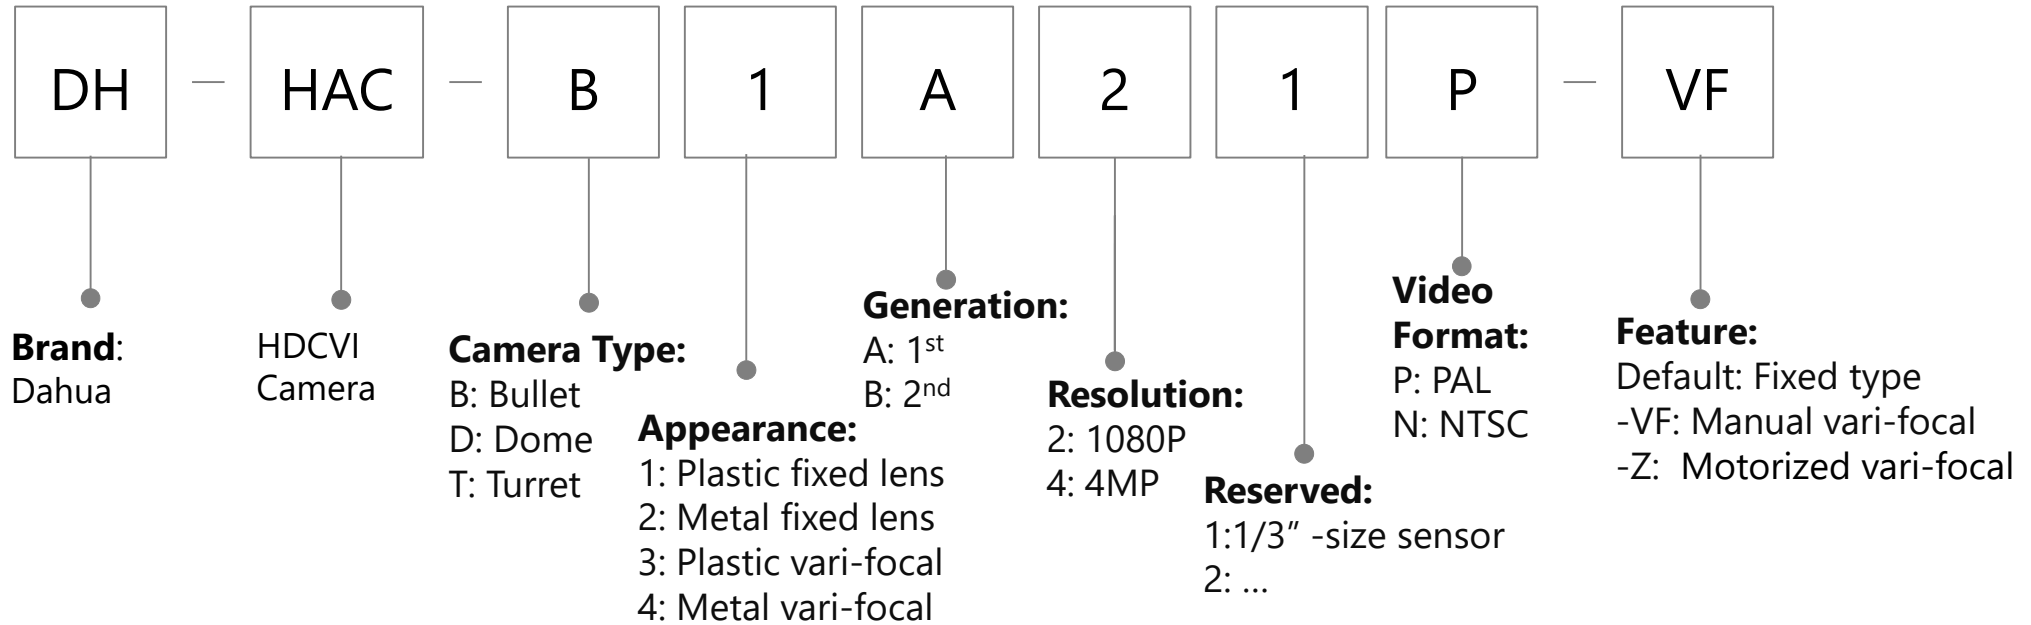 DH — HAC — B 1 A 2 1 P — VF
Brand:
Dahua
HDCVI
Camera
Camera Type:
B: Bullet
D: Dome
T: Turret
Appearance:
1: Plastic fixed lens
2: Metal fixed lens
3: Plastic vari-focal
4: Metal vari-focal
Generation:
A: 1st
B: 2nd
Resolution:
2: 1080P
4: 4MP
Reserved:
1:1/3” -size sensor
2: ...
Video
Format:
P: PAL
N: NTSC
Feature:
Default: Fixed type
-VF: Manual vari-focal
-Z: Motorized vari-focal